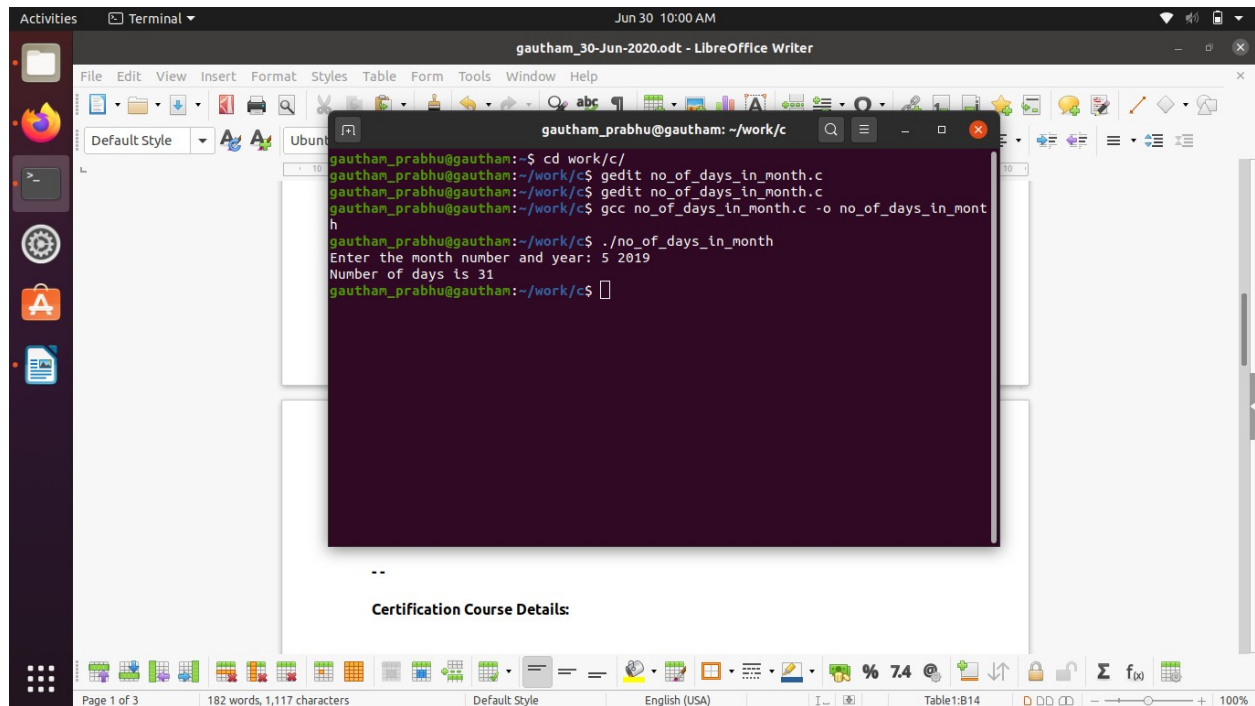 Activities Terminal Jun 30 10:00 AM
gautham_30-Jun-2020.odt - LibreOffice Writer
File Edit View Insert Format Styles Table Form Tools Window Help
Default Style
gautham_prabhu@gautham: ~/work/c
gautham_prabhu@gautham:~$ cd work/c/
gautham_prabhu@gautham:~/work/c$ gedit no_of_days_in_month.c
gautham_prabhu@gautham:~/work/c$ gedit no_of_days_in_month.c
gautham_prabhu@gautham:~/work/c$ gcc no_of_days_in_month.c -o no_of_days_in_mont
h
gautham_prabhu@gautham:~/work/c$ ./no_of_days_in_month
Enter the month number and year: 5 2019
Number of days is 31
gautham_prabhu@gautham:~/work/c$
--
Certification Course Details:
Page 1 of 3 182 words, 1,117 characters Default Style English (USA) Table1:B14 100%